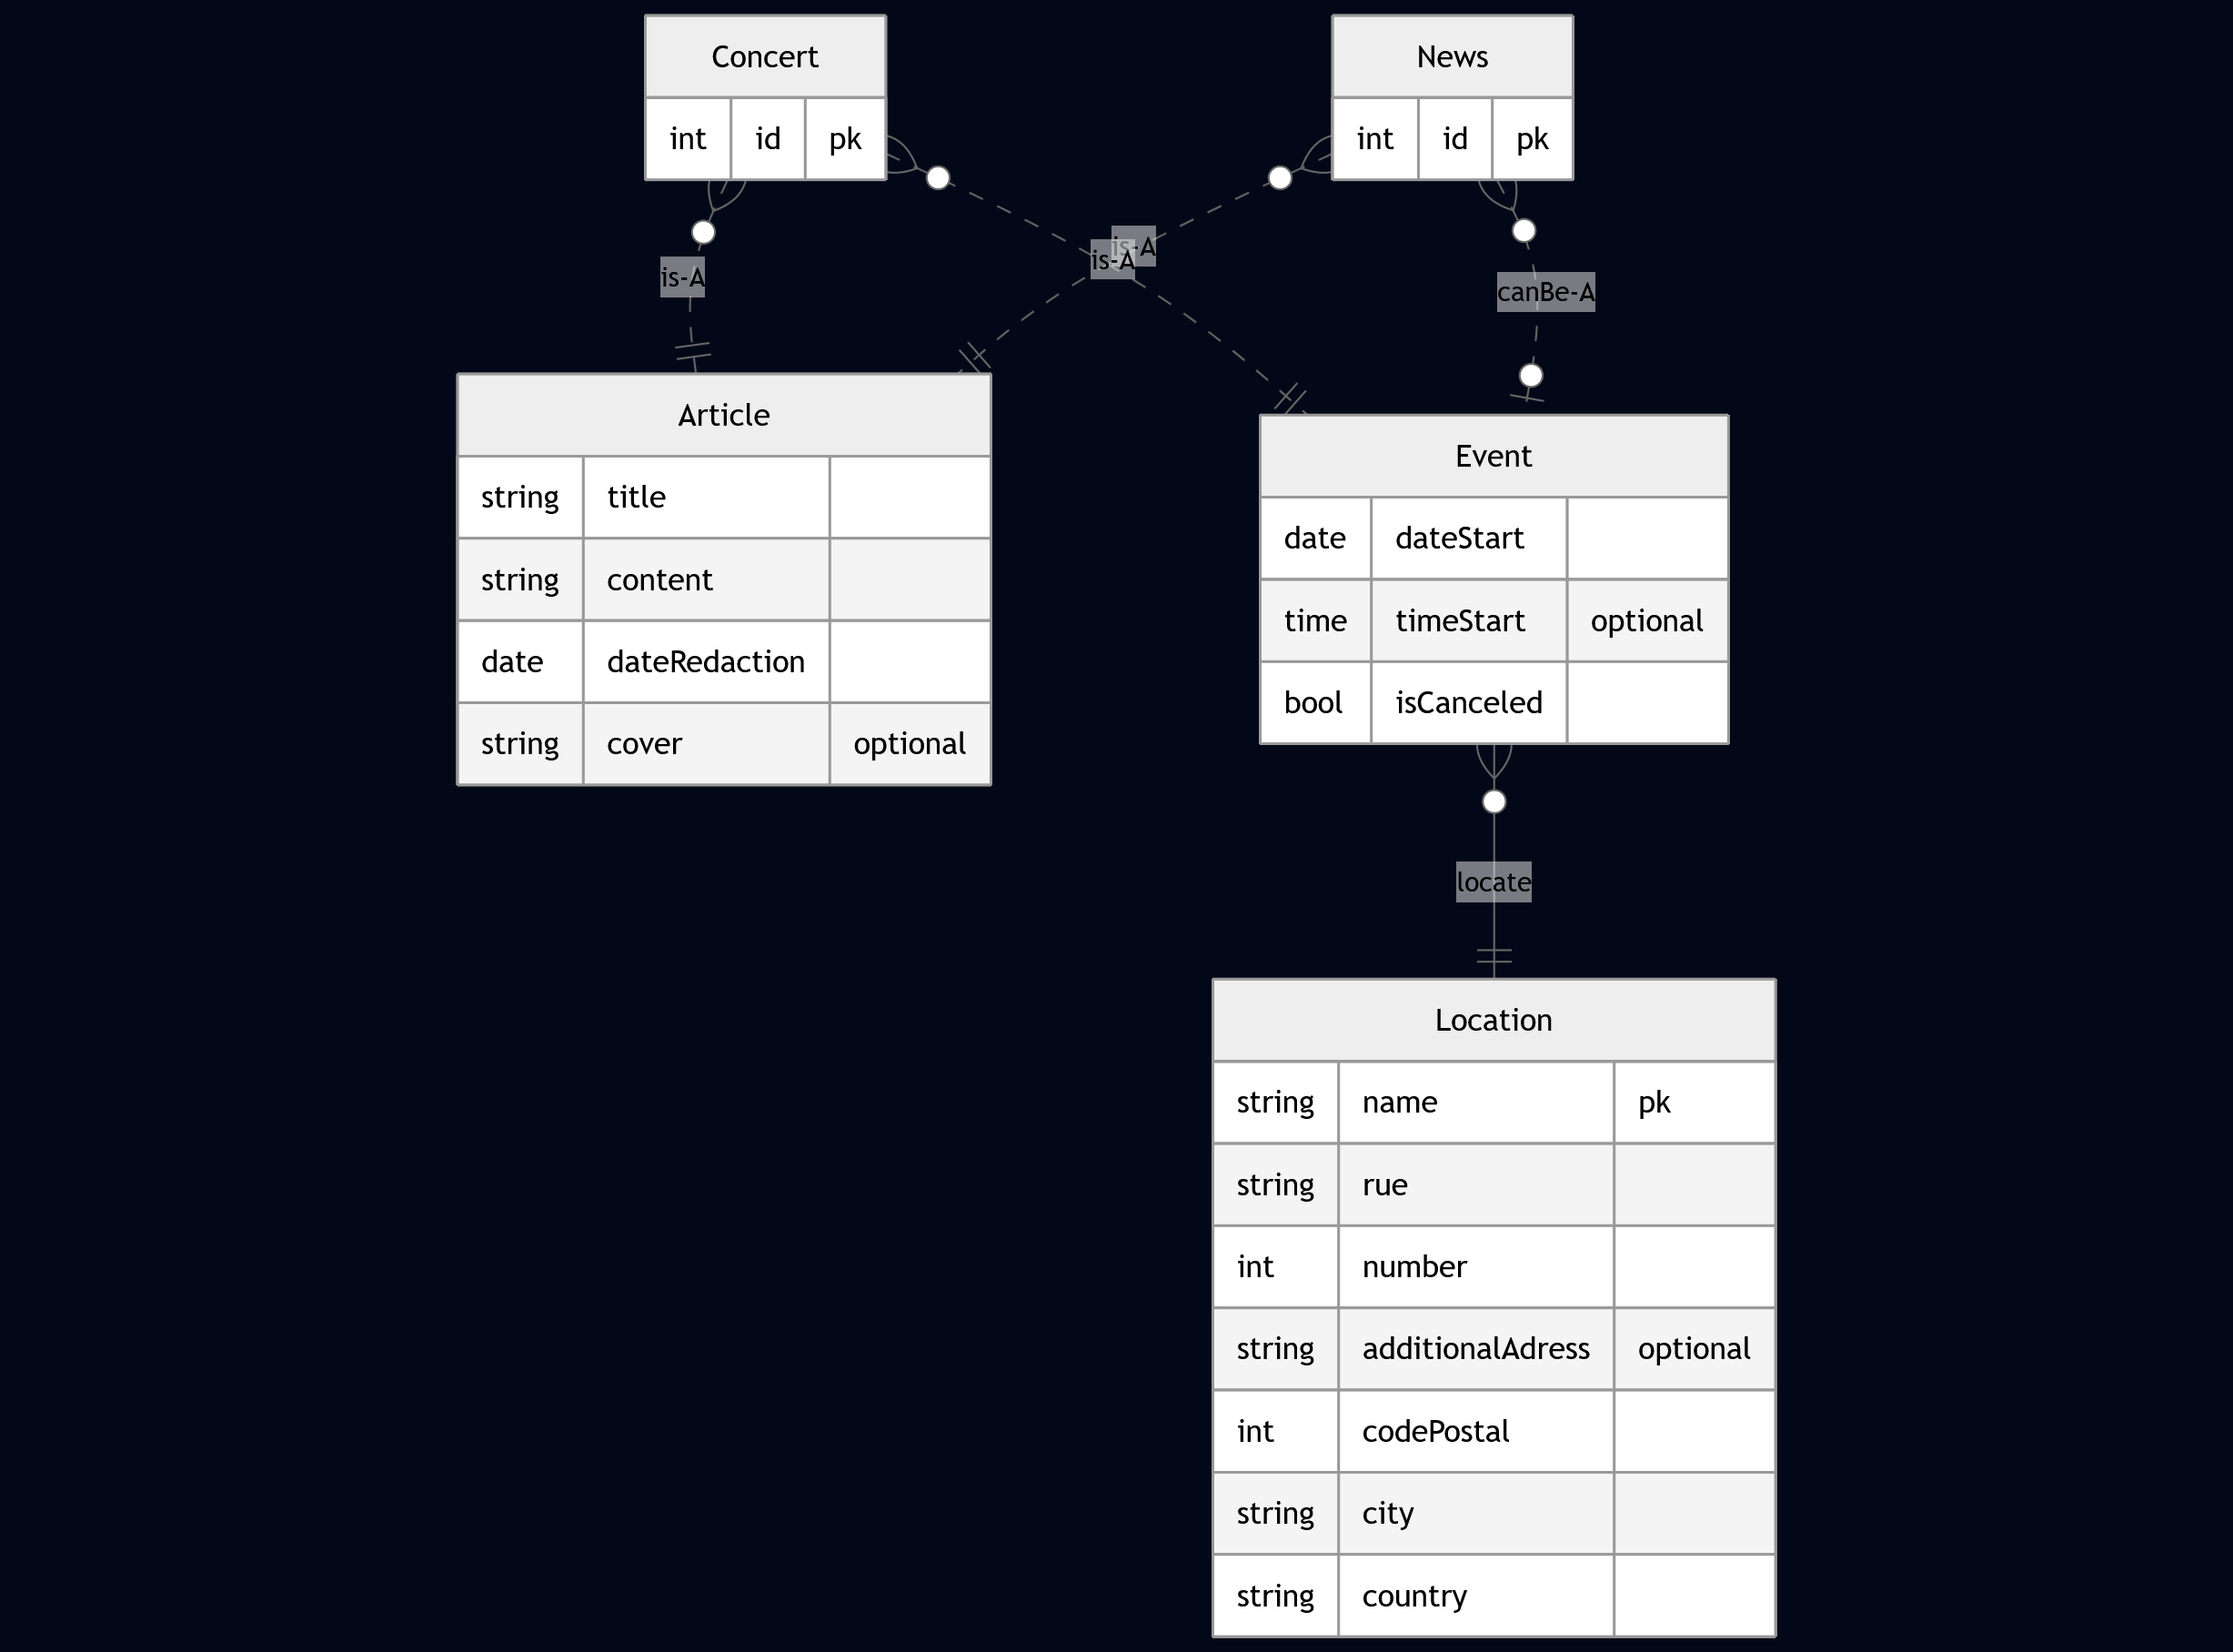 Concert
int id pk
News
int id pk
is-A
is-A
is-A
canBe-A
Article
string title
string content
date dateRedaction
string cover optional
Event
date dateStart
time timeStart optional
bool isCanceled
locate
Location
string name pk
string rue
int number
string additionalAdress optional
int codePostal
string city
string country